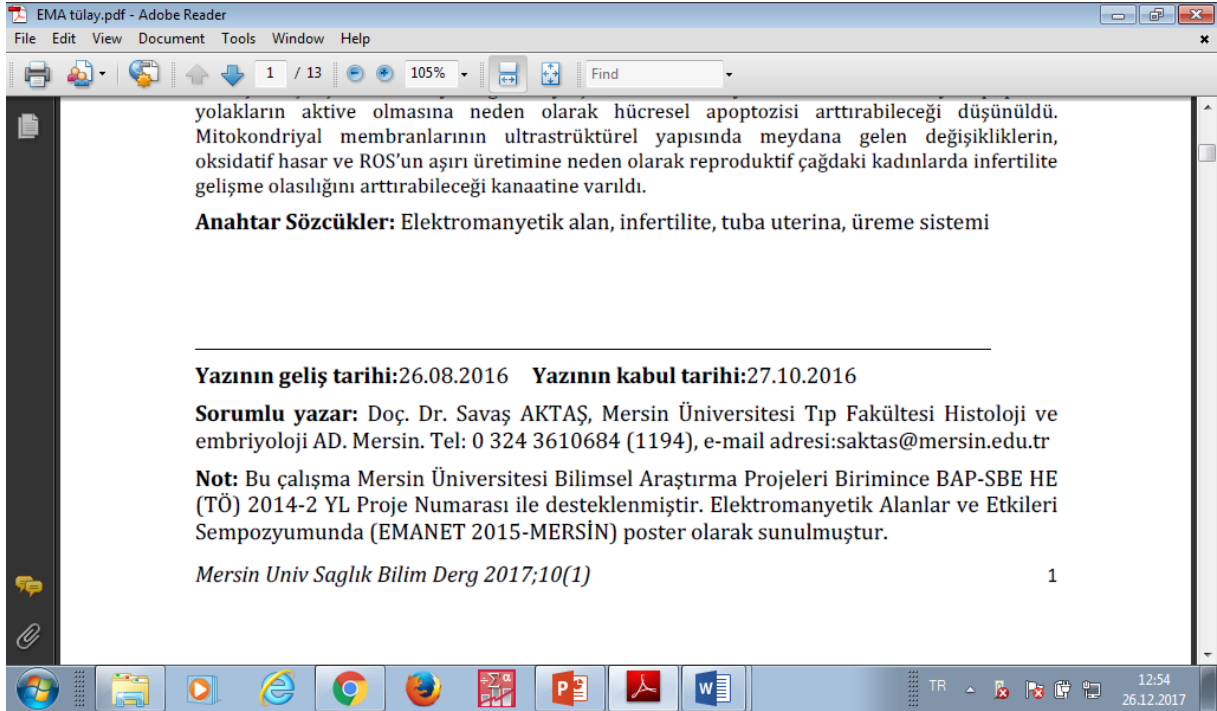 EMA tülay.pdf - Adobe Reader
File Edit View Document Tools Window Help
1 / 13 105% Find
yolakların aktive olmasına neden olarak hücresel apoptozisi arttırabileceği düşünüldü.
Mitokondriyal membranlarının ultrastrüktürel yapısında meydana gelen değişikliklerin,
oksidatif hasar ve ROS’un aşırı üretimine neden olarak reproduktif çağdaki kadınlarda infertilite
gelişme olasılığını arttırabileceği kanaatine varıldı.
Anahtar Sözcükler: Elektromanyetik alan, infertilite, tuba uterina, üreme sistemi
Yazının geliş tarihi:26.08.2016 Yazının kabul tarihi:27.10.2016
Sorumlu yazar: Doç. Dr. Savaş AKTAŞ, Mersin Üniversitesi Tıp Fakültesi Histoloji ve
embriyoloji AD. Mersin. Tel: 0 324 3610684 (1194), e-mail adresi:saktas@mersin.edu.tr
Not: Bu çalışma Mersin Üniversitesi Bilimsel Araştırma Projeleri Birimince BAP-SBE HE
(TÖ) 2014-2 YL Proje Numarası ile desteklenmiştir. Elektromanyetik Alanlar ve Etkileri
Sempozyumunda (EMANET 2015-MERSİN) poster olarak sunulmuştur.
Mersin Univ Saglık Bilim Derg 2017;10(1) 1
TR 12:54
26.12.2017